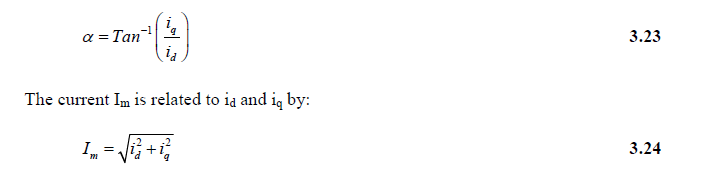 α = Tan⁻¹(i_q / i_d) 3.23
The current I_m is related to i_d and i_q by:
I_m = √(i_d² + i_q²) 3.24